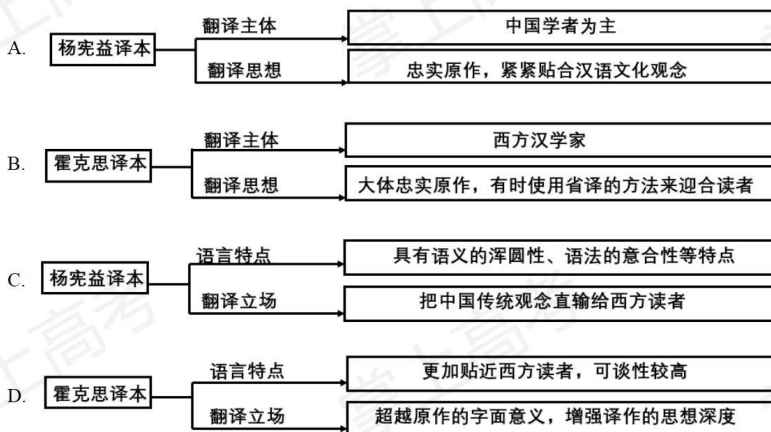 翻译主体
中国学者为主
A.
杨宪益译本
翻译思想
忠实原作，紧紧贴合汉语文化观念
翻译主体
西方汉学家
B.
霍克思译本
翻译思想
大体忠实原作，有时使用省译的方法来迎合读者
语言特点
具有语义的浑圆性、语法的意合性等特点
C.
杨宪益译本
翻译立场
把中国传统观念直输给西方读者
语言特点
更加贴近西方读者，可谈性较高
D.
霍克思译本
翻译立场
超越原作的字面意义，增强译作的思想深度